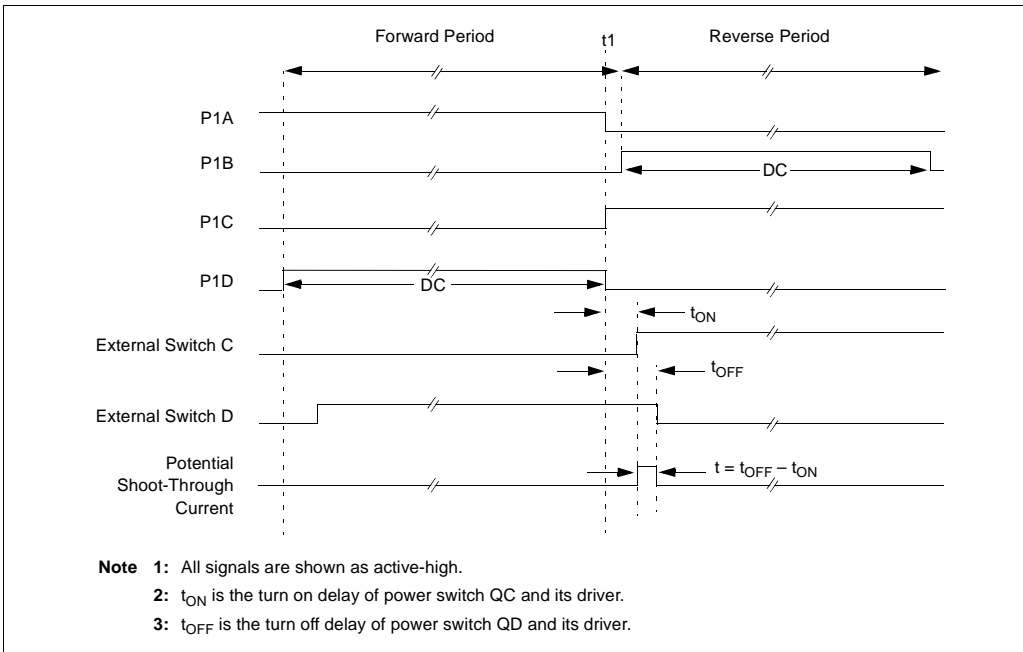 Forward Period
t1
Reverse Period
P1A
P1B
DC
P1C
P1D
DC
tON
External Switch C
tOFF
External Switch D
Potential
Shoot-Through
Current
t = tOFF – tON
Note 1: All signals are shown as active-high.
2: tON is the turn on delay of power switch QC and its driver.
3: tOFF is the turn off delay of power switch QD and its driver.